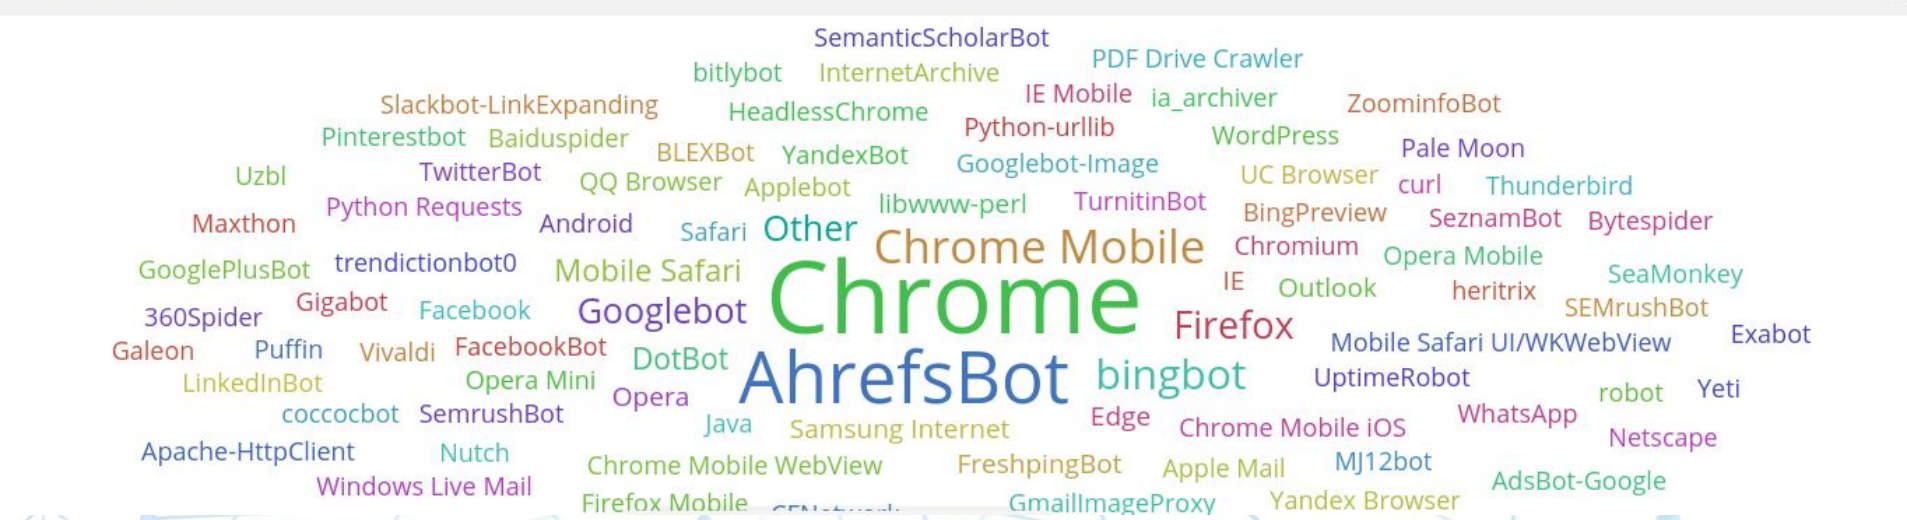 SemanticScholarBot
PDF Drive Crawler
bitlybot InternetArchive
IE Mobile ia_archiver
Slackbot-LinkExpanding HeadlessChrome ZoominfoBot
Pinterestbot Baiduspider Python-urllib WordPress
BLEXBot YandexBot Googlebot-Image Pale Moon
Uzbl TwitterBot QQ Browser Applebot UC Browser curl Thunderbird
Python Requests libwww-perl TurnitinBot BingPreview SeznamBot Bytespider
Maxthon Android Safari Other Chrome Mobile Chromium Opera Mobile
GooglePlusBot trendictionbot0 Mobile Safari IE Outlook heritrix SeaMonkey
360Spider Gigabot Facebook Googlebot Chrome Firefox SEMrushBot
Galeon Puffin Vivaldi FacebookBot DotBot Mobile Safari UI/WKWebView Exabot
LinkedInBot Opera Mini Opera AhrefsBot bingbot UptimeRobot robot Yeti
coccocbot SemrushBot Java Samsung Internet Edge Chrome Mobile iOS WhatsApp Netscape
Apache-HttpClient Nutch Chrome Mobile WebView FreshpingBot Apple Mail MJ12bot
Windows Live Mail AdsBot-Google
Firefox Mobile GmailImageProxy Yandex Browser